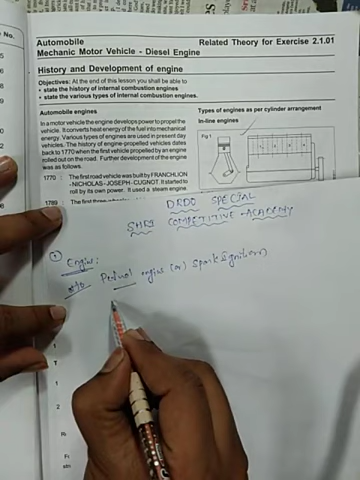 No.
Automobile Related Theory for Exercise 2.1.01
Mechanic Motor Vehicle - Diesel Engine
History and Development of engine
Objectives: At the end of this lesson you shall be able to
• state the history of internal combustion engines
• state the various types of internal combustion engines.
Automobile engines
In a motor vehicle the engine develops power to propel the
vehicle. It converts heat energy of the fuel into mechanical
energy. Various types of engines are used in present day
vehicles. The history of engine-propelled vehicles dates
back to 1770 when the first propelled vehicle by an engine
rolled out on the road. Further development of the engine
was as follows.
1770 : The first road vehicle was built by FRANCHLION
-NICHOLAS - JOSEPH - CUGNOT. It started to
roll by its own power. It used a steam engine
1789 : The first three
Types of engines as per cylinder arrangement
In-line engines
Fig 1
DRDO SPECIAL
SHRI COMPETITIVE ACADEMY
Engine:
Petrol engine (or) Spark ignition